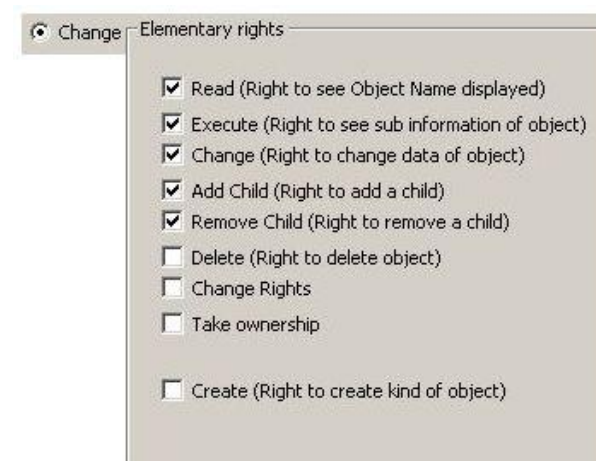 Change
Elementary rights
Read (Right to see Object Name displayed)
Execute (Right to see sub information of object)
Change (Right to change data of object)
Add Child (Right to add a child)
Remove Child (Right to remove a child)
Delete (Right to delete object)
Change Rights
Take ownership
Create (Right to create kind of object)